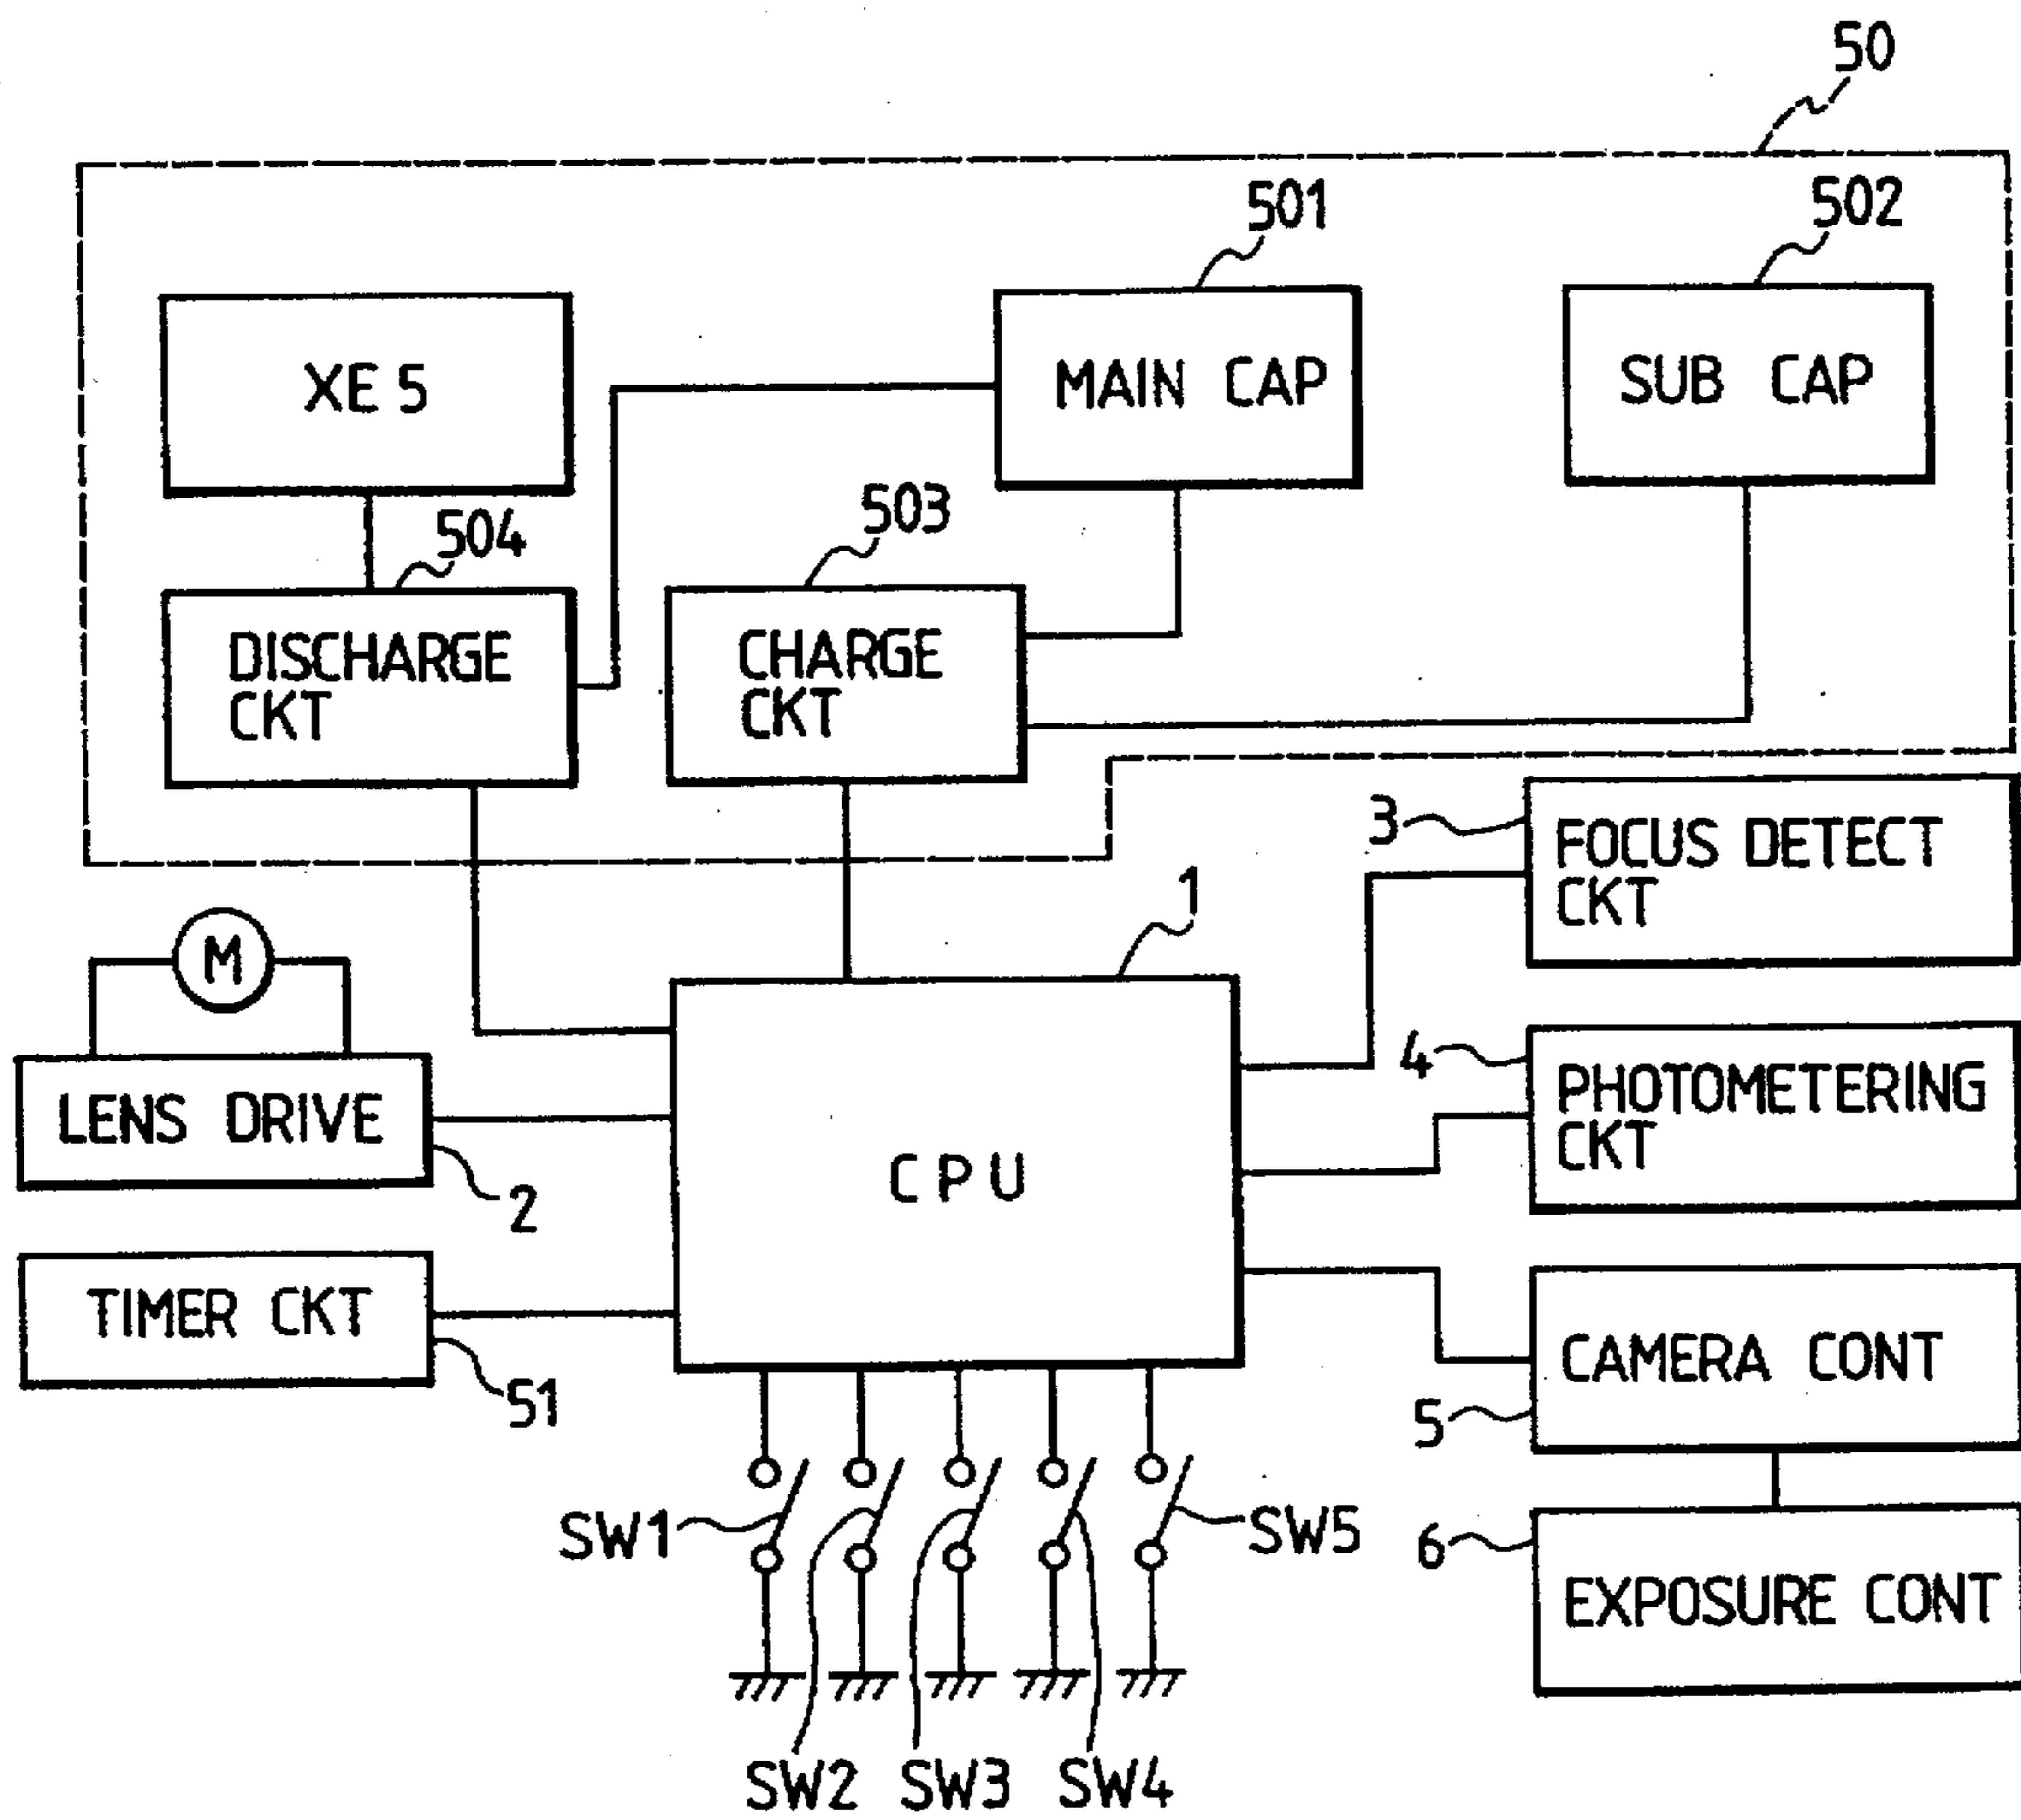 50
501
502
XE 5
MAIN CAP
SUB CAP
504
503
DISCHARGE
CKT
CHARGE
CKT
3
FOCUS DETECT
CKT
M
1
4
PHOTOMETERING
CKT
LENS DRIVE
2
CPU
TIMER CKT
51
CAMERA CONT
5
SW1
SW5
6
EXPOSURE CONT
SW2
SW3
SW4